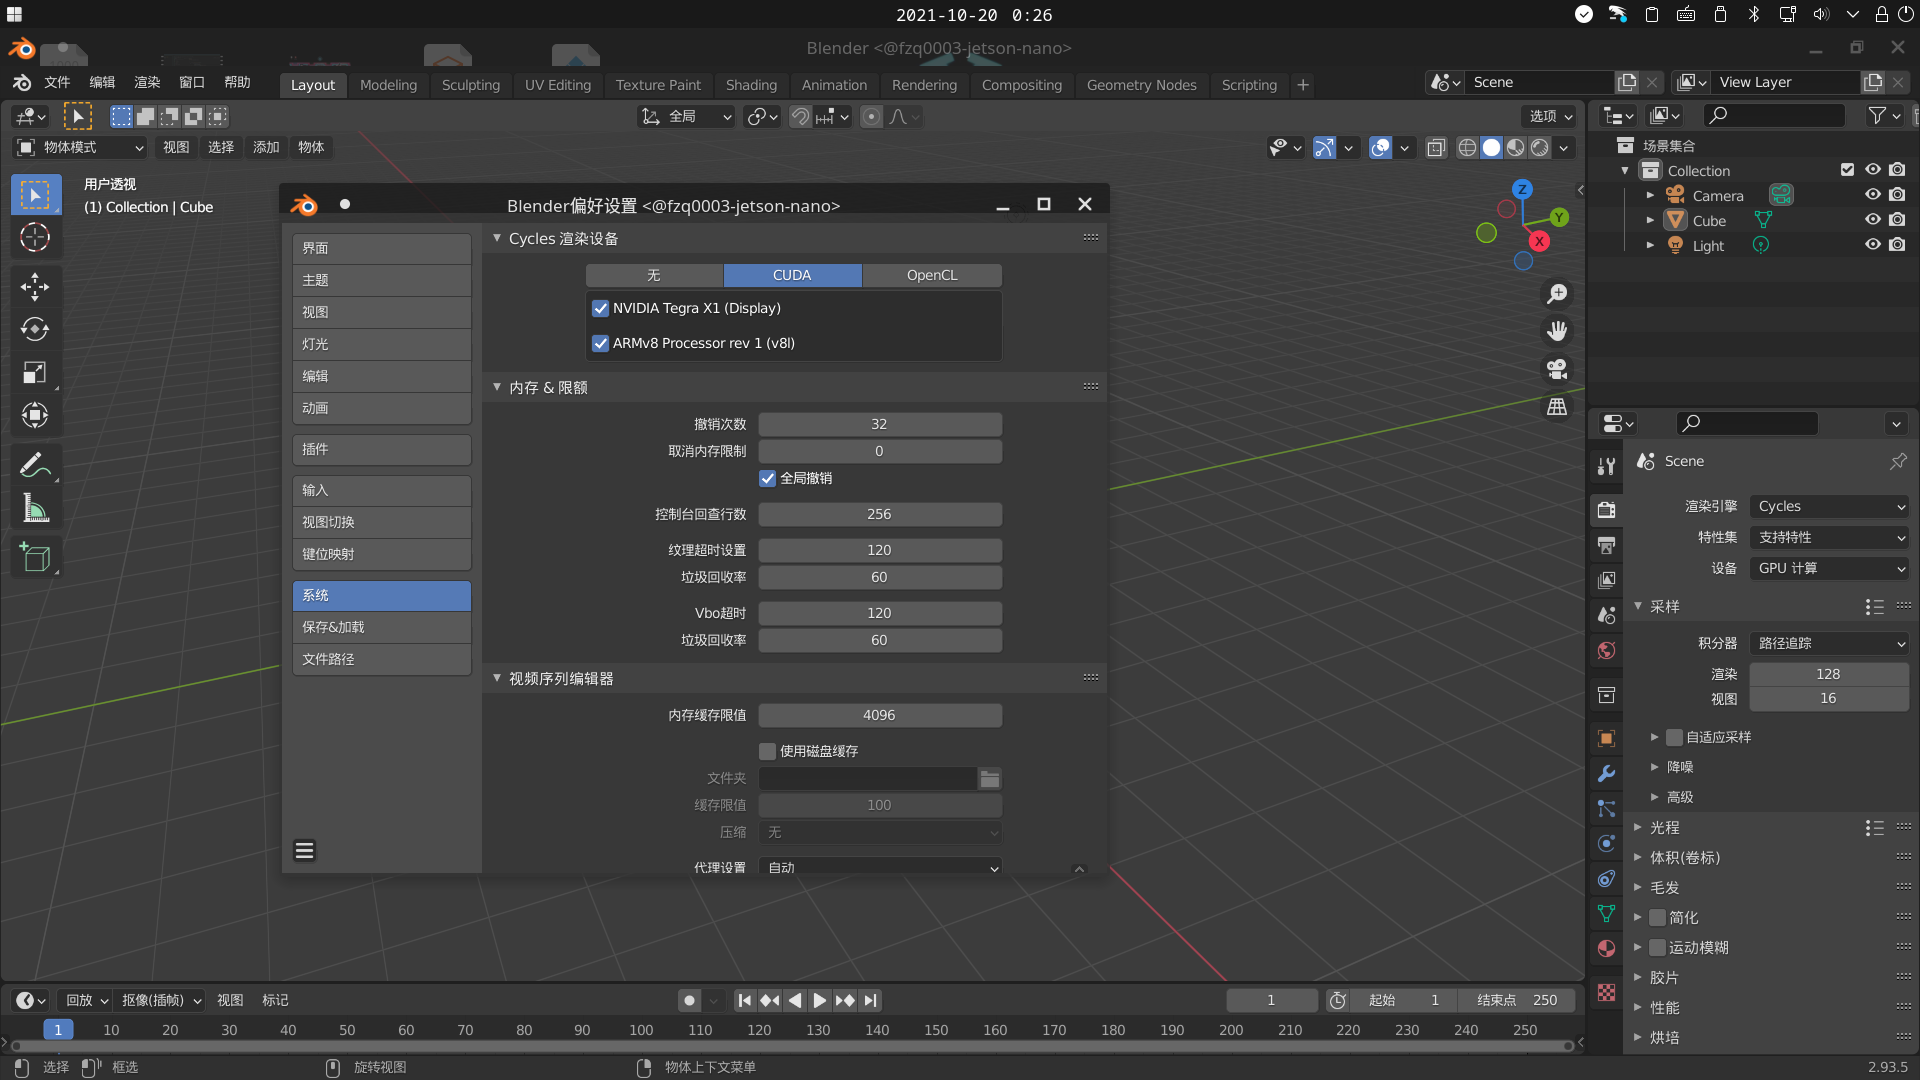 2021-10-20 0:26
Blender <@fzq0003-jetson-nano>
文件 编辑 渲染 窗口 帮助 Layout Modeling Sculpting UV Editing Texture Paint Shading Animation Rendering Compositing Geometry Nodes Scripting + Scene View Layer
全局 选项
物体模式 视图 选择 添加 物体
用户透视
(1) Collection | Cube
Z
Y
X
场景集合
Collection
Camera
Cube
Light
Blender偏好设置 <@fzq0003-jetson-nano>
界面
主题
视图
灯光
编辑
动画
插件
输入
视图切换
键位映射
系统
保存&加载
文件路径
Cycles 渲染设备
无 CUDA OpenCL
NVIDIA Tegra X1 (Display)
ARMv8 Processor rev 1 (v8l)
内存 & 限额
撤销次数 32
取消内存限制 0
全局撤销
控制台回查行数 256
纹理超时设置 120
垃圾回收率 60
Vbo超时 120
垃圾回收率 60
视频序列编辑器
内存缓存限值 4096
使用磁盘缓存
文件夹
缓存限值 100
压缩 无
代理设置 自动
Scene
渲染引擎 Cycles
特性集 支持特性
设备 GPU 计算
采样
积分器 路径追踪
渲染 128
视图 16
自适应采样
降噪
高级
光程
体积(卷标)
毛发
简化
运动模糊
胶片
性能
烘培
回放 抠像(插帧) 视图 标记 1 起始 1 结束点 250
1 10 20 30 40 50 60 70 80 90 100 110 120 130 140 150 160 170 180 190 200 210 220 230 240 250
选择 框选 旋转视图 物体上下文菜单 2.93.5